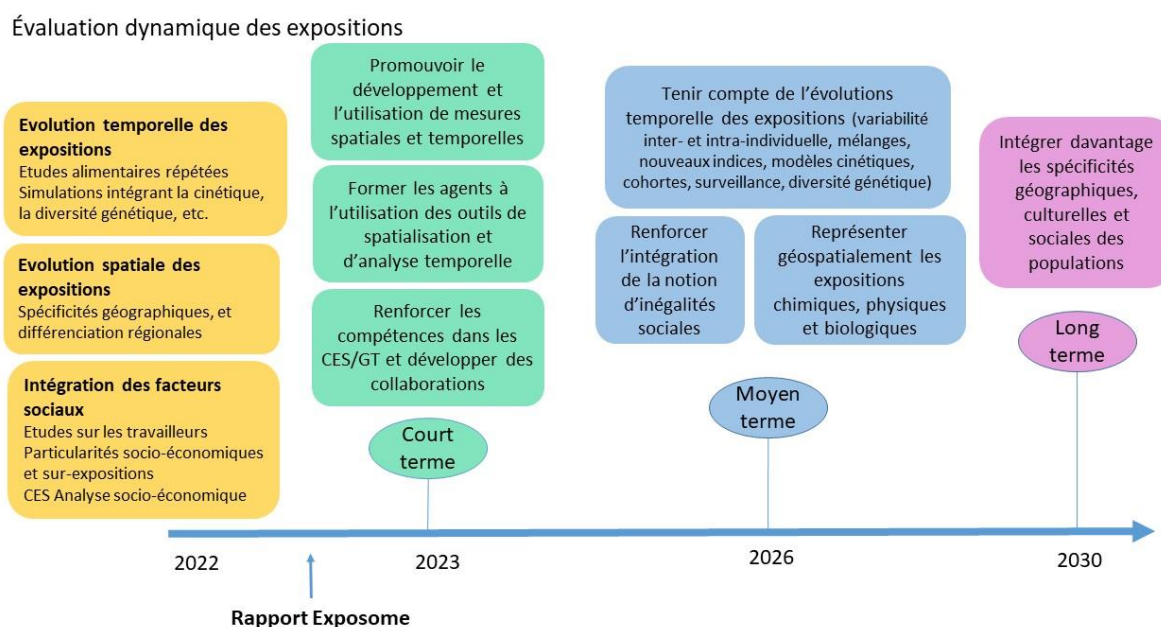 Évaluation dynamique des expositions
Evolution temporelle des
expositions
Etudes alimentaires répétées
Simulations intégrant la cinétique,
la diversité génétique, etc.
Evolution spatiale des
expositions
Spécificités géographiques, et
différenciation régionales
Intégration des facteurs
sociaux
Etudes sur les travailleurs
Particularités socio-économiques
et sur-expositions
CES Analyse socio-économique
Promouvoir le
développement et
l’utilisation de mesures
spatiales et temporelles
Former les agents à
l’utilisation des outils de
spatialisation et
d’analyse temporelle
Renforcer les
compétences dans les
CES/GT et développer des
collaborations
Court
terme
Tenir compte de l’évolutions
temporelle des expositions (variabilité
inter- et intra-individuelle, mélanges,
nouveaux indices, modèles cinétiques,
cohortes, surveillance, diversité génétique)
Renforcer
l’intégration
de la notion
d’inégalités
sociales
Représenter
géospatialement les
expositions
chimiques, physiques
et biologiques
Moyen
terme
Intégrer davantage
les spécificités
géographiques,
culturelles et
sociales des
populations
Long
terme
2022
2023
2026
2030
Rapport Exposome